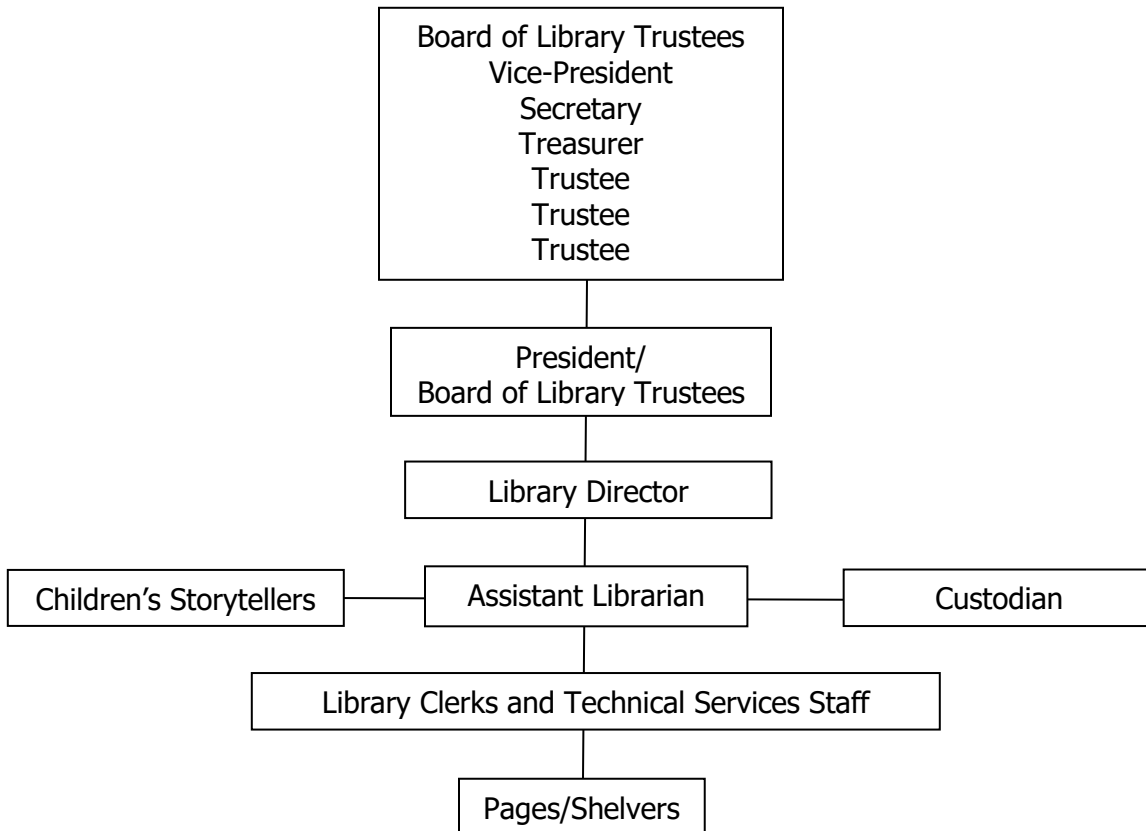 Board of Library Trustees
Vice-President
Secretary
Treasurer
Trustee
Trustee
Trustee
President/
Board of Library Trustees
Library Director
Children’s Storytellers
Assistant Librarian
Custodian
Library Clerks and Technical Services Staff
Pages/Shelvers